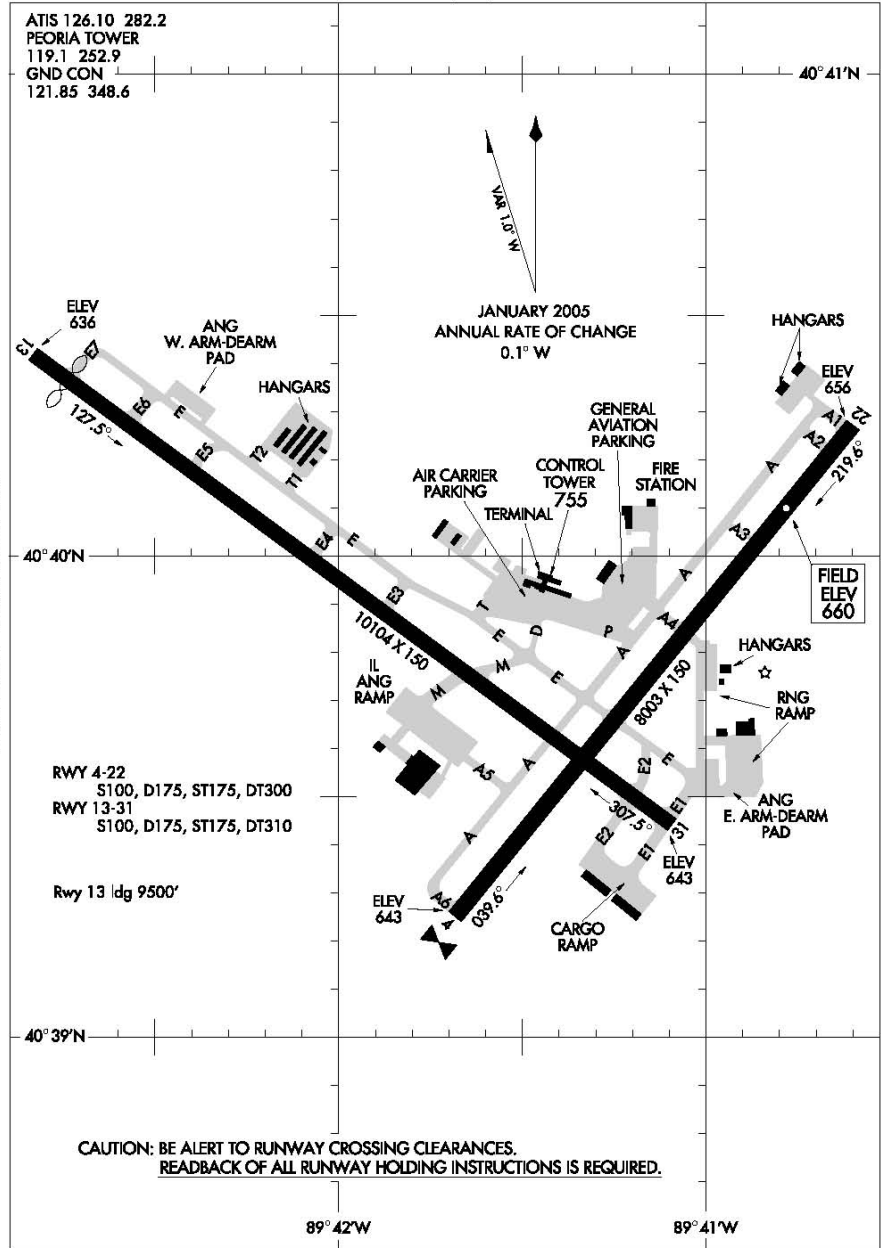 ATIS 126.10 282.2
PEORIA TOWER
119.1 252.9
GND CON
121.85 348.6
40°41'N
VAR 1.0° W
JANUARY 2005
ANNUAL RATE OF CHANGE
0.1° W
ELEV
636
13
E7
ANG
W. ARM-DEARM
PAD
HANGARS
HANGARS
ELEV
656
22
A1
A2
219.6°
127.5°
E6
E
E5
T2
T1
GENERAL
AVIATION
PARKING
AIR CARRIER
PARKING
CONTROL
TOWER
755
TERMINAL
FIRE
STATION
A
A3
40°40'N
E4
E
E3
A
FIELD
ELEV
660
T
E
D
P
A
A4
10104 X 150
M
M
E
8003 X 150
HANGARS
RNG
RAMP
IL
ANG
RAMP
A5
A
E2
E
RWY 4-22
S100, D175, ST175, DT300
RWY 13-31
S100, D175, ST175, DT310
307.5°
E1
31
ANG
E. ARM-DEARM
PAD
A
E2
E1
ELEV
643
Rwy 13 ldg 9500'
ELEV
643
A6
4
039.6°
CARGO
RAMP
40°39'N
CAUTION: BE ALERT TO RUNWAY CROSSING CLEARANCES.
READBACK OF ALL RUNWAY HOLDING INSTRUCTIONS IS REQUIRED.
89°42'W
89°41'W